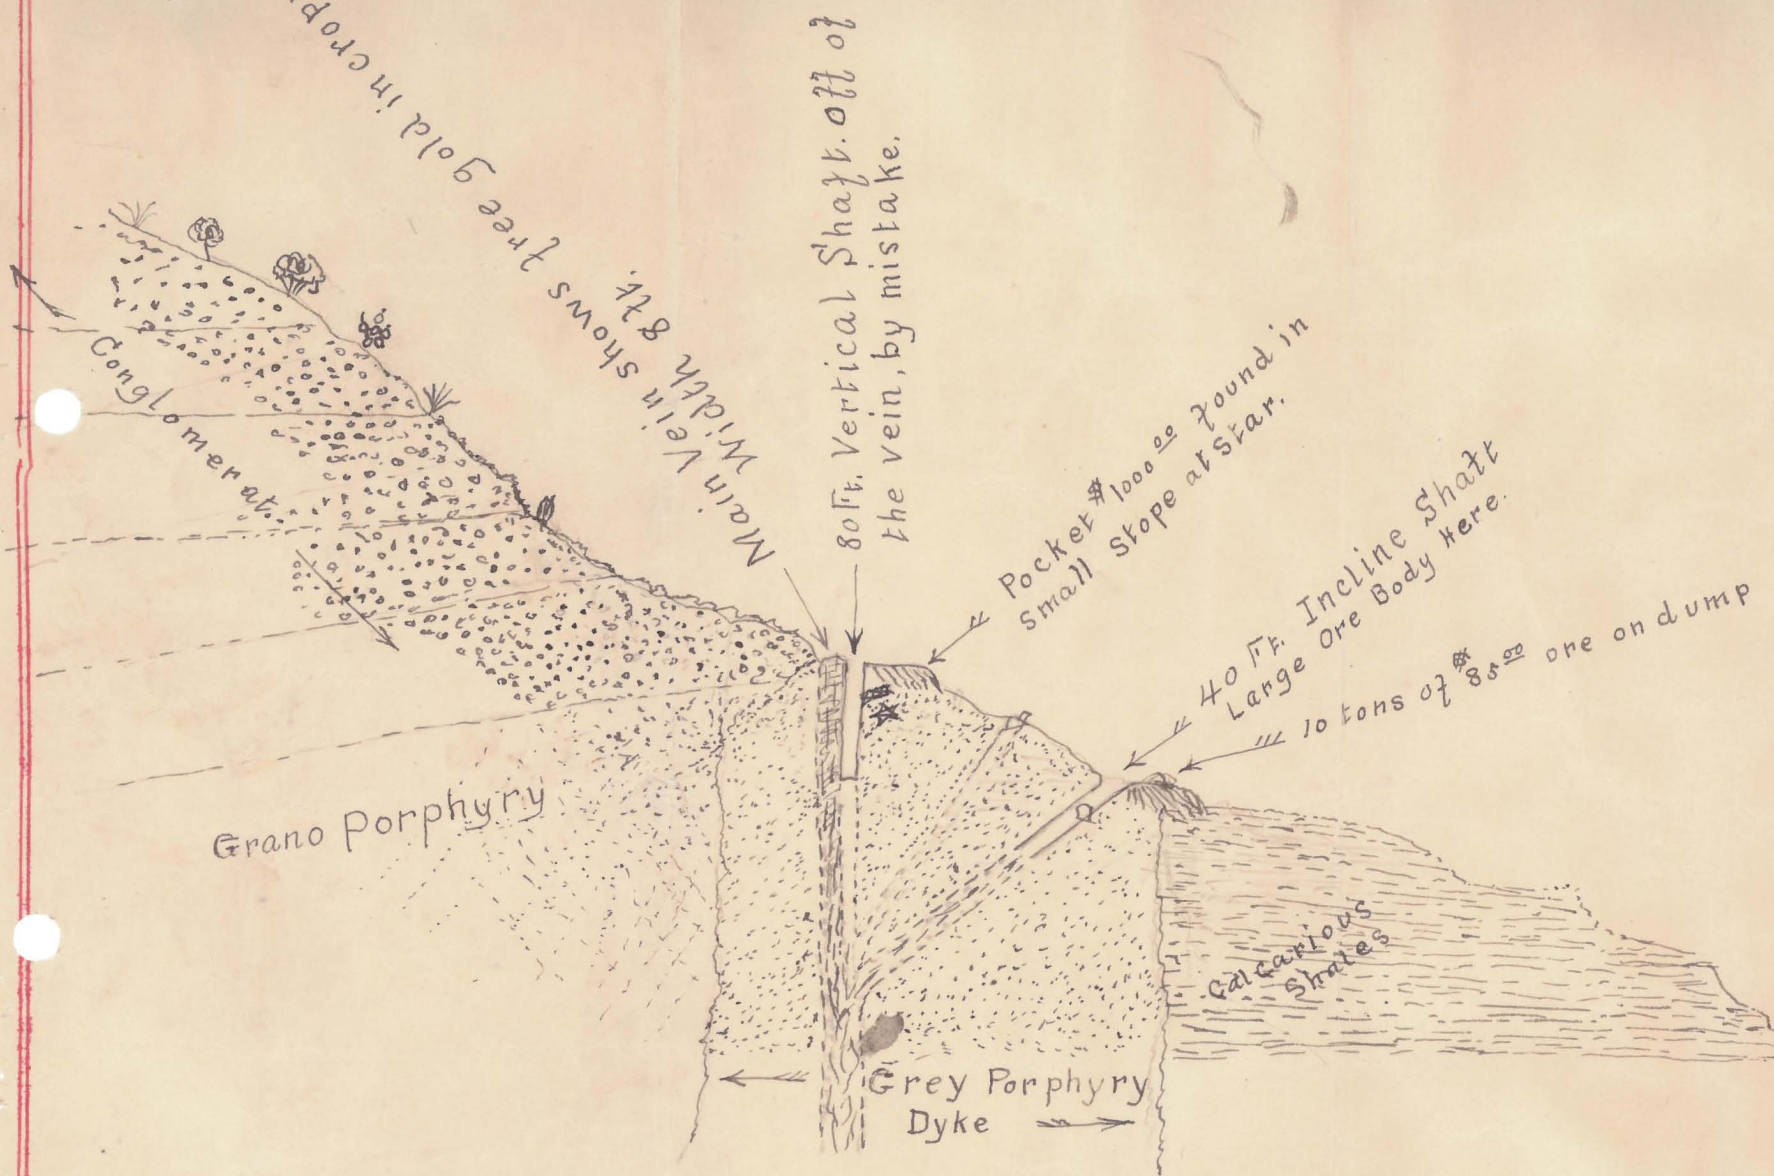 Main Vein shows free gold in crop
Width 8 ft.
80 Ft. Vertical Shaft. off of
the vein, by mistake.
Pocket $1000 00 found in
Small Stope at Star.
40 Ft. Incline Shaft
Large Ore Body Here.
10 tons of $85 00 ore on dump
Conglomerat.
Grano Porphyry
Calcarious
Shales
Grey Porphyry
Dyke